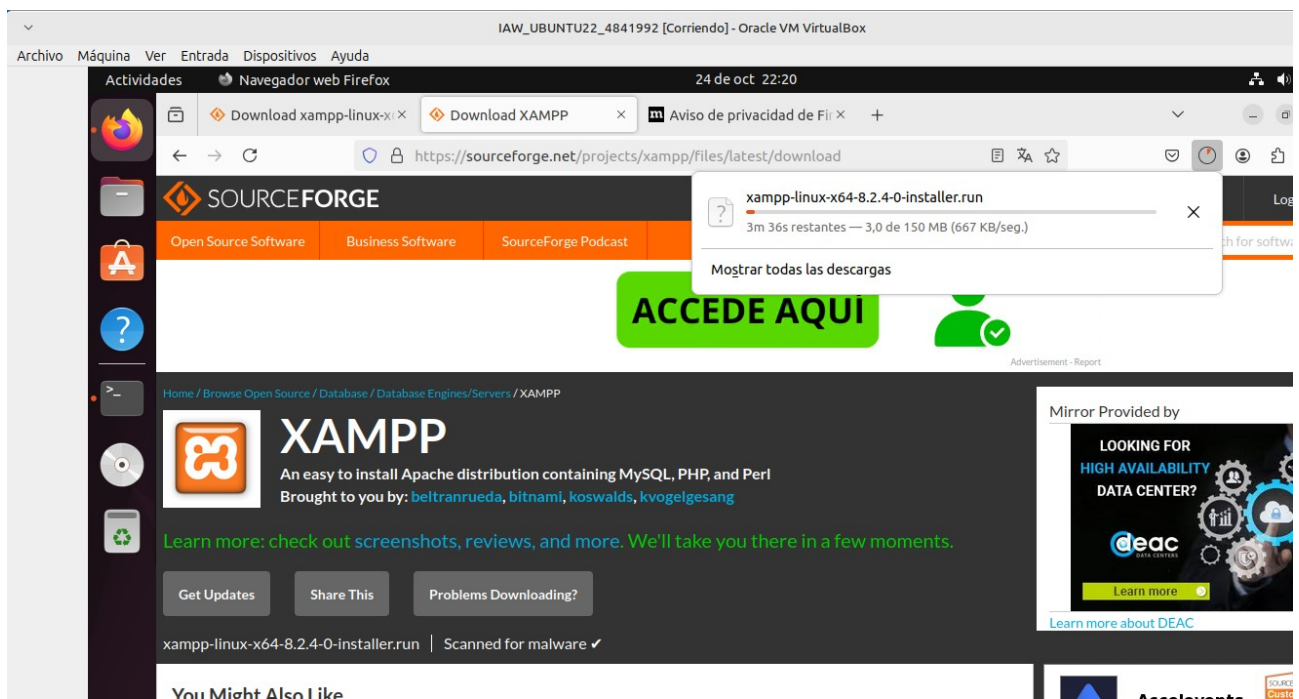 IAW_UBUNTU22_4841992 [Corriendo] - Oracle VM VirtualBox
Archivo Máquina Ver Entrada Dispositivos Ayuda
Actividades Navegador web Firefox 24 de oct 22:20
Download xampp-linux-x Download XAMPP Aviso de privacidad de Fi
https://sourceforge.net/projects/xampp/files/latest/download
SOURCEFORGE
xampp-linux-x64-8.2.4-0-installer.run
3m 36s restantes — 3,0 de 150 MB (667 KB/seg.)
Mostrar todas las descargas
Log
Open Source Software Business Software SourceForge Podcast
ch for softwa
ACCEDE AQUÍ
Advertisement - Report
Home / Browse Open Source / Database / Database Engines/Servers / XAMPP
XAMPP
An easy to install Apache distribution containing MySQL, PHP, and Perl
Brought to you by: beltranrueda, bitnami, koswalds, kvogelgesang
Learn more: check out screenshots, reviews, and more. We'll take you there in a few moments.
Get Updates Share This Problems Downloading?
xampp-linux-x64-8.2.4-0-installer.run | Scanned for malware ✔
Mirror Provided by
LOOKING FOR
HIGH AVAILABILITY
DATA CENTER?
deac
DATA CENTERS
Learn more
Learn more about DEAC
You Might Also Like
Accelevents